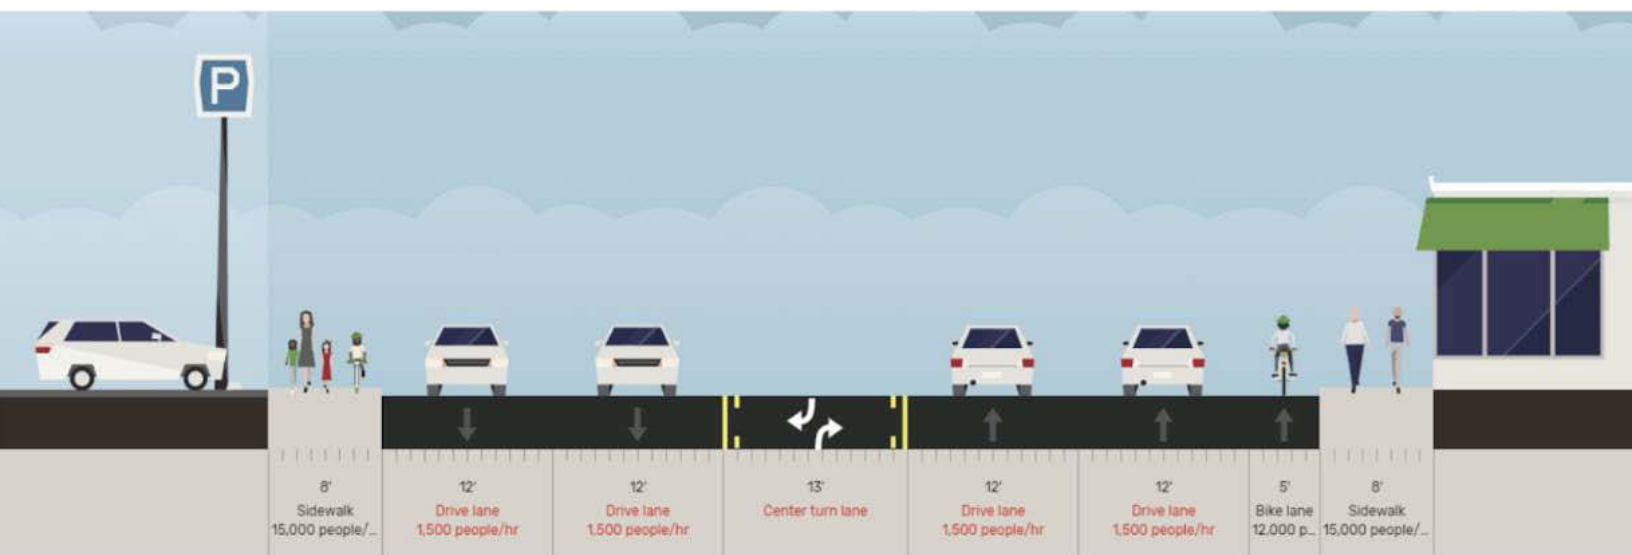 P
8'
Sidewalk
15,000 people/...
12'
Drive lane
1,500 people/hr
12'
Drive lane
1,500 people/hr
13'
Center turn lane
12'
Drive lane
1,500 people/hr
12'
Drive lane
1,500 people/hr
5'
Bike lane
12,000 p...
8'
Sidewalk
15,000 people/...